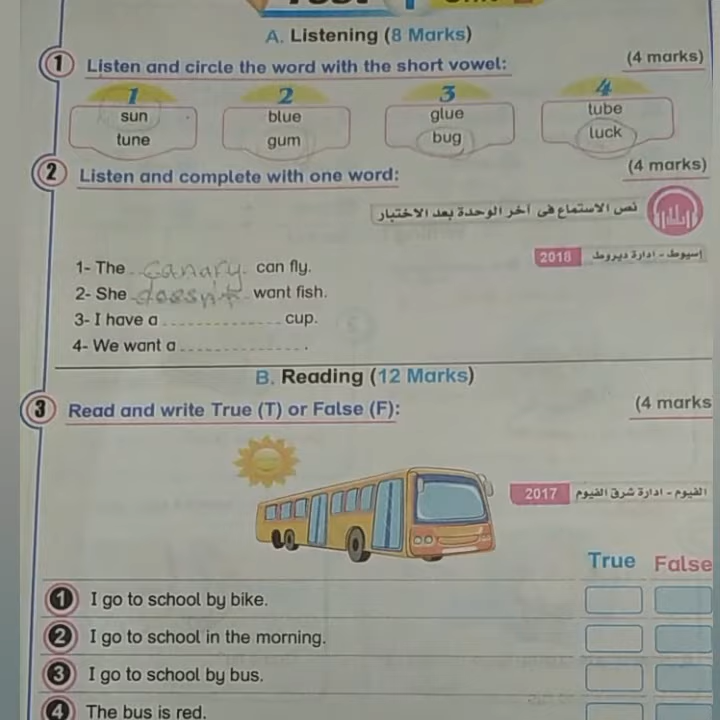 A. Listening (8 Marks)
1 Listen and circle the word with the short vowel: (4 marks)
1 2 3 4
sun blue glue tube
tune gum bug luck
2 Listen and complete with one word: (4 marks)
نص الاستماع فى آخر الوحدة بعد الاختبار
2018 أسيوط - ادارة ديروط
1- The canary can fly.
2- She doesn't want fish.
3- I have a .............. cup.
4- We want a .............. .
B. Reading (12 Marks)
3 Read and write True (T) or False (F): (4 marks
2017 الفيوم - ادارة شرق الفيوم
True False
1 I go to school by bike.
2 I go to school in the morning.
3 I go to school by bus.
4 The bus is red.